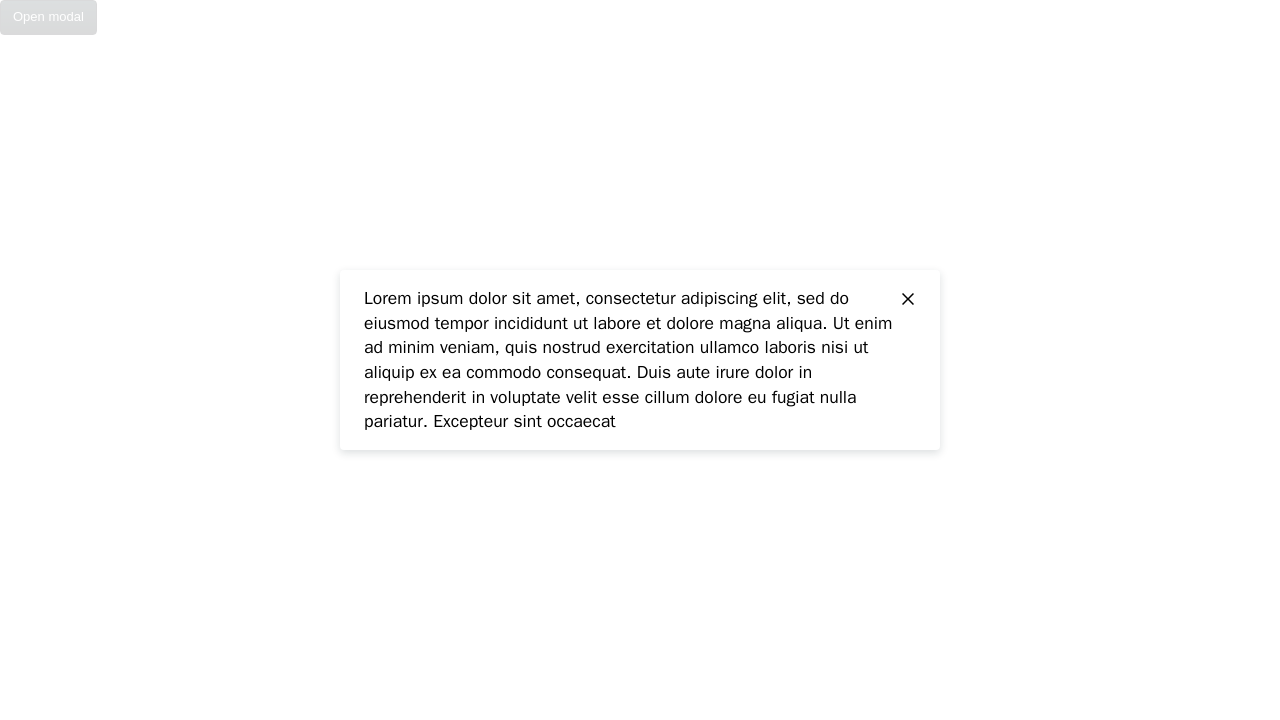 Open modal
Lorem ipsum dolor sit amet, consectetur adipiscing elit, sed do
eiusmod tempor incididunt ut labore et dolore magna aliqua. Ut enim
ad minim veniam, quis nostrud exercitation ullamco laboris nisi ut
aliquip ex ea commodo consequat. Duis aute irure dolor in
reprehenderit in voluptate velit esse cillum dolore eu fugiat nulla
pariatur. Excepteur sint occaecat